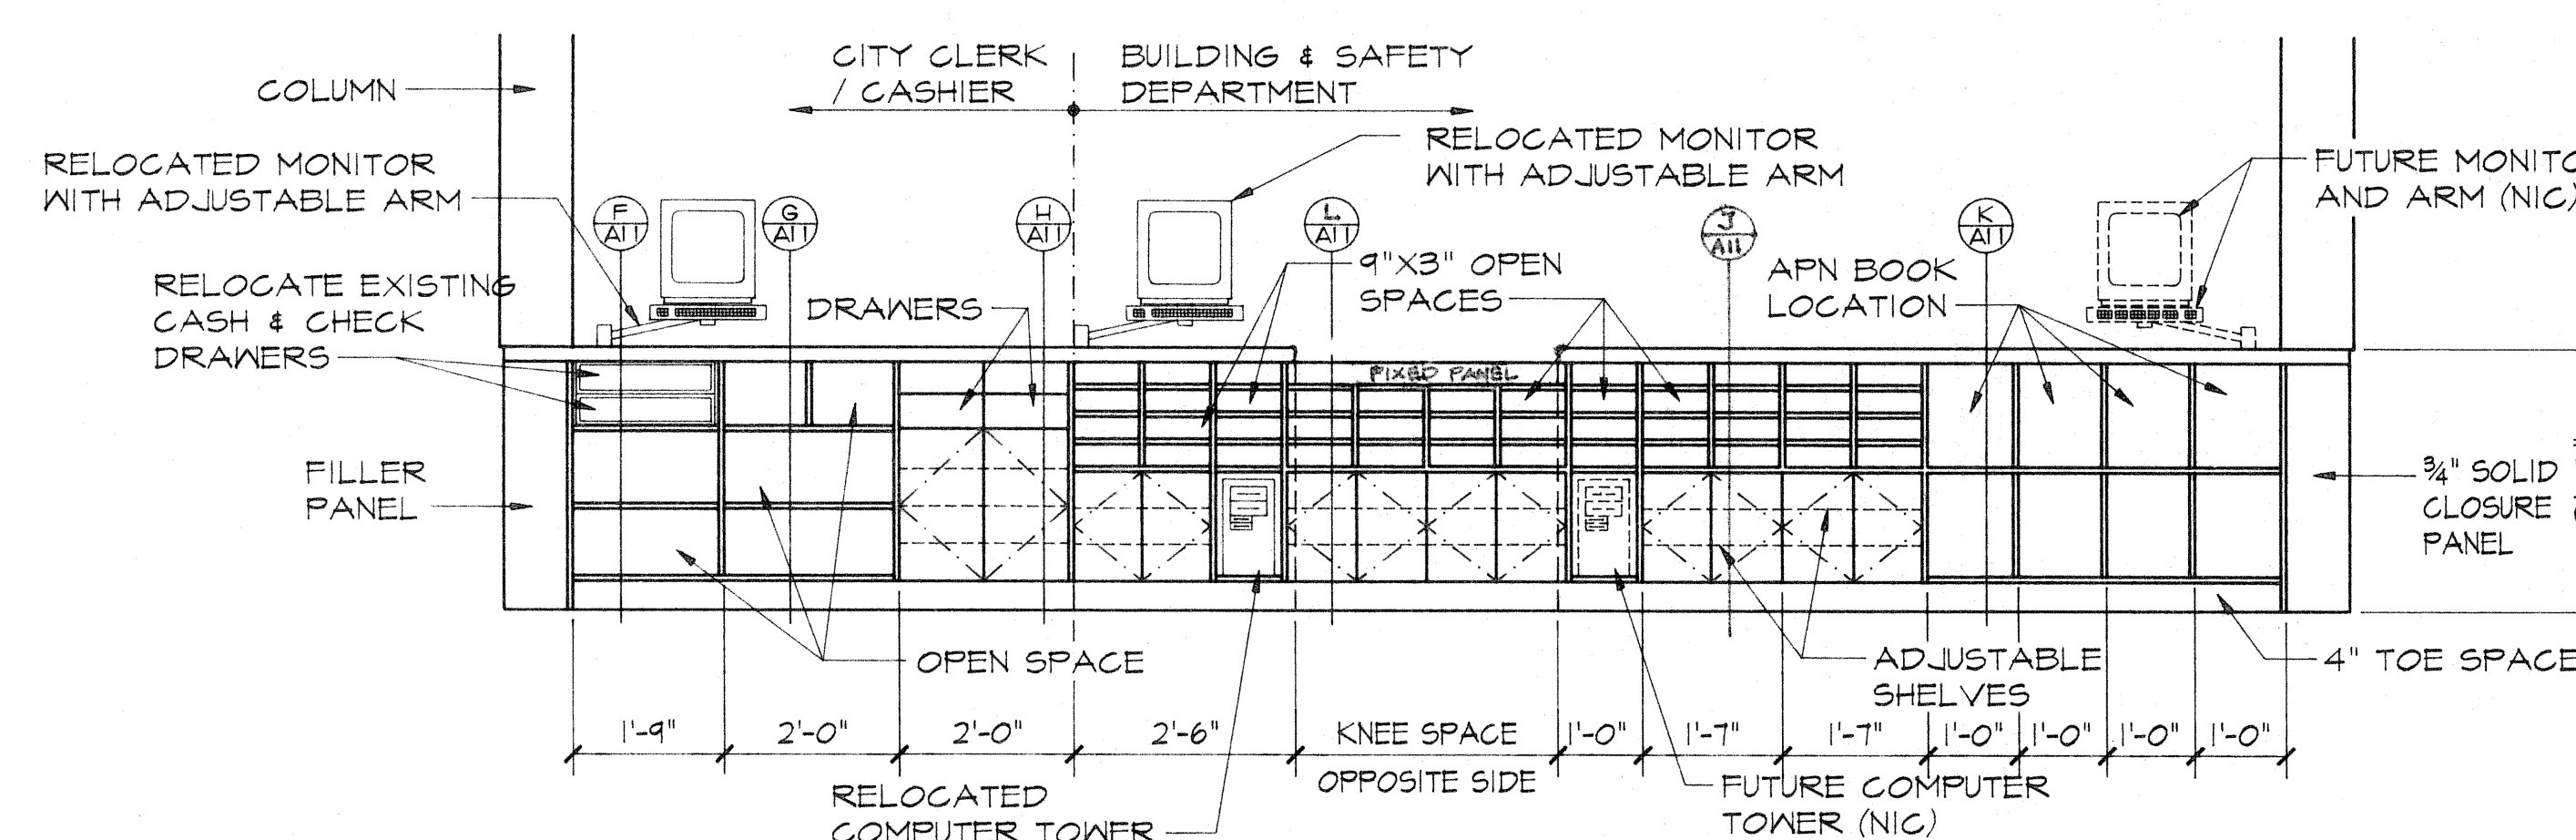 CITY CLERK
/ CASHIER
BUILDING & SAFETY
DEPARTMENT
COLUMN
RELOCATED MONITOR
WITH ADJUSTABLE ARM
RELOCATED MONITOR
WITH ADJUSTABLE ARM
FUTURE MONITO
AND ARM (NIC)
F
A11
G
A11
H
A11
L
A11
J
A11
K
A11
RELOCATE EXISTING
CASH & CHECK
DRAWERS
DRAWERS
9"X3" OPEN
SPACES
APN BOOK
LOCATION
FIXED PANEL
FILLER
PANEL
3/4" SOLID
CLOSURE
PANEL
OPEN SPACE
ADJUSTABLE
SHELVES
4" TOE SPACE
1'-9"
2'-0"
2'-0"
2'-6"
KNEE SPACE
OPPOSITE SIDE
1'-0"
1'-7"
1'-7"
1'-0"
1'-0"
1'-0"
1'-0"
RELOCATED
COMPUTER TOWER
FUTURE COMPUTER
TOWER (NIC)